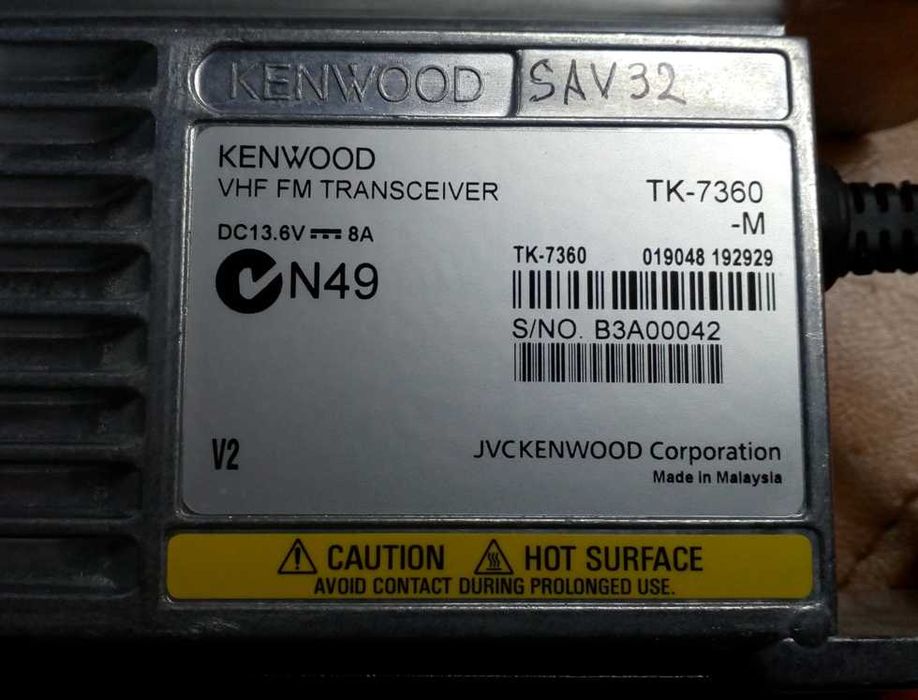 KENWOOD SAV32
KENWOOD
VHF FM TRANSCEIVER
TK-7360
-M
DC13.6V 8A
N49
TK-7360 019048 192929
S/NO. B3A00042
V2
JVCKENWOOD Corporation
Made in Malaysia
CAUTION HOT SURFACE
AVOID CONTACT DURING PROLONGED USE.